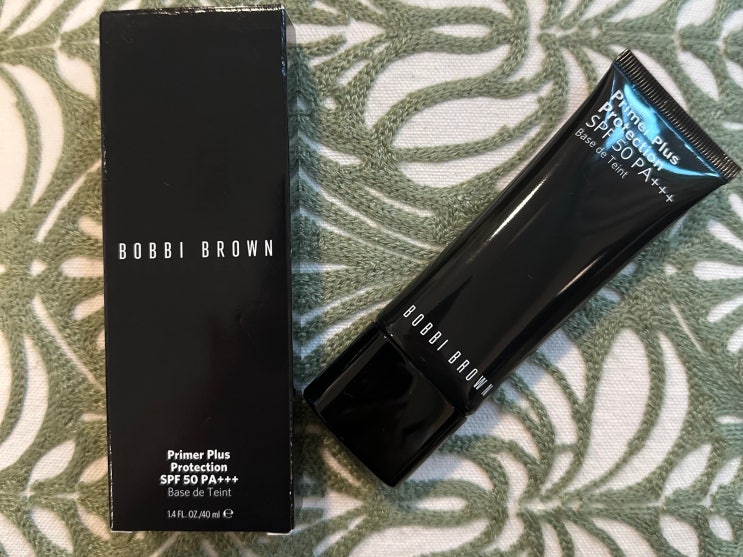 BOBBI BROWN
Primer Plus
Protection
SPF 50 PA+++
Base de Teint
1.4 FL. OZ./40 ml ℮
Primer Plus
Protection
SPF 50 PA+++
Base de Teint
BOBBI BROWN